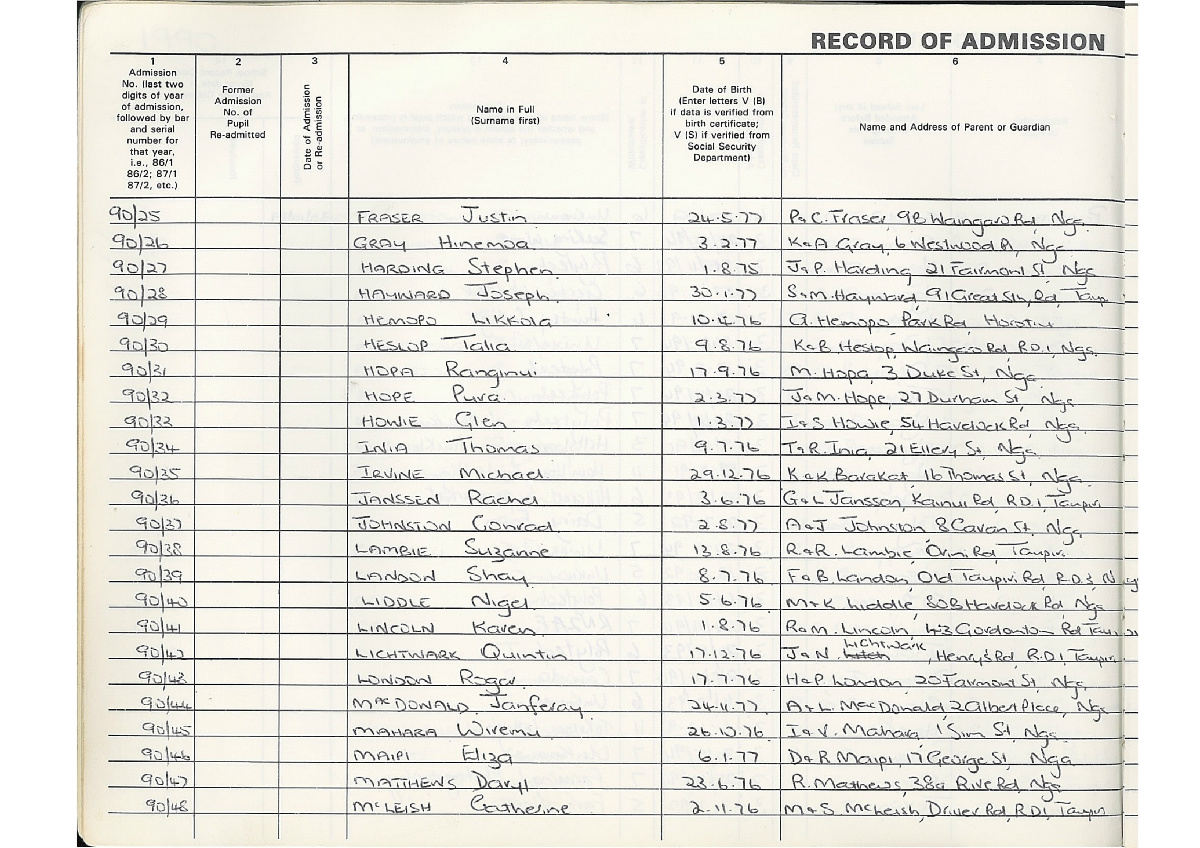 RECORD OF ADMISSION
1 2 3 4 5 6
Admission No. (last two digits of year of admission, followed by bar and serial number for that year, i.e., 86/1 86/2; 87/1 87/2, etc.)
Former Admission No. of Pupil Re-admitted
Date of Admission or Re-admission
Name in Full (Surname first)
Date of Birth (Enter letters V (B) if data is verified from birth certificate; V (S) if verified from Social Security Department)
Name and Address of Parent or Guardian
90/25 FRASER Justin 24.5.77 P & C. Fraser, 9B Waingaro Rd, Nga.
90/26 GRAY Hinemoa 3.2.77 K & A Gray, 6 Westwood Pl, Nga.
90/27 HARDING Stephen 1.8.75 J & P. Harding 21 Fairmont St, Nga.
90/28 HAYWARD Joseph 30.1.77 S & M. Hayward, 91 Great Sth, Rd, Taupi
90/29 HEMOPO Likkola 10.4.76 A. Hemopo Park Rd, Horotiu
90/30 HESLOP Talia 9.8.76 K & B. Heslop, Waingaro Rd, R.D.1, Nga.
90/31 HOPA Ranginui 17.9.76 M. Hopa, 3 Duke St, Nga.
90/32 HOPE Pura 2.3.77 J & M. Hope, 27 Durham St, Nga
90/33 HOWIE Glen 1.3.77 I & S Howie, 54 Havelock Rd, Nga.
90/34 INIA Thomas 9.7.76 T & R. Inia, 21 Ellery St, Nga.
90/35 IRVINE Michael 29.12.76 K & K Barakat, 16 Thomas St, Nga.
90/36 JANSSEN Rachel 3.6.76 G & L Janssen, Kainui Rd, R.D.1, Taupiri
90/37 JOHNSTON Conrad 2.8.77 A & J Johnston 8 Cavan St, Nga.
90/38 LAMBIE Suzanne 13.8.76 R & R. Lambie, Orini Rd, Taupiri
90/39 LANDON Shay 8.7.76 F & B. Landon, Old Taupiri Rd, R.D.
90/40 LIDDLE Nigel 5.6.76 M & K Liddle, 80B Havelock Rd, Nga
90/41 LINCOLN Karen 1.8.76 R & M. Lincoln, 443 Gordonton Rd
90/42 LICHTWARK Quintin 17.12.76 J & N. Lichtwark, Henry's Rd, R.D.1, Taupiri
90/43 LONDON Roger 17.7.76 H & P London 20 Fairmont St, Nga.
90/44 MACDONALD Janferay 24.11.77 A & L. MacDonald, 2 Albert Place, Nga
90/45 MAHARA Wiremu 26.10.76 I & V. Mahara, 1 Sim St, Nga.
90/46 MAIPI Eliza 6.1.77 D & R Maipi, 17 George St, Nga
90/47 MATTHEWS Daryl 23.6.76 R. Mathews, 38a Rive Rd, Nga
90/48 MCLEISH Catherine 2.11.76 M & S McLeish, Driver Rd, R.D.1, Taupiri